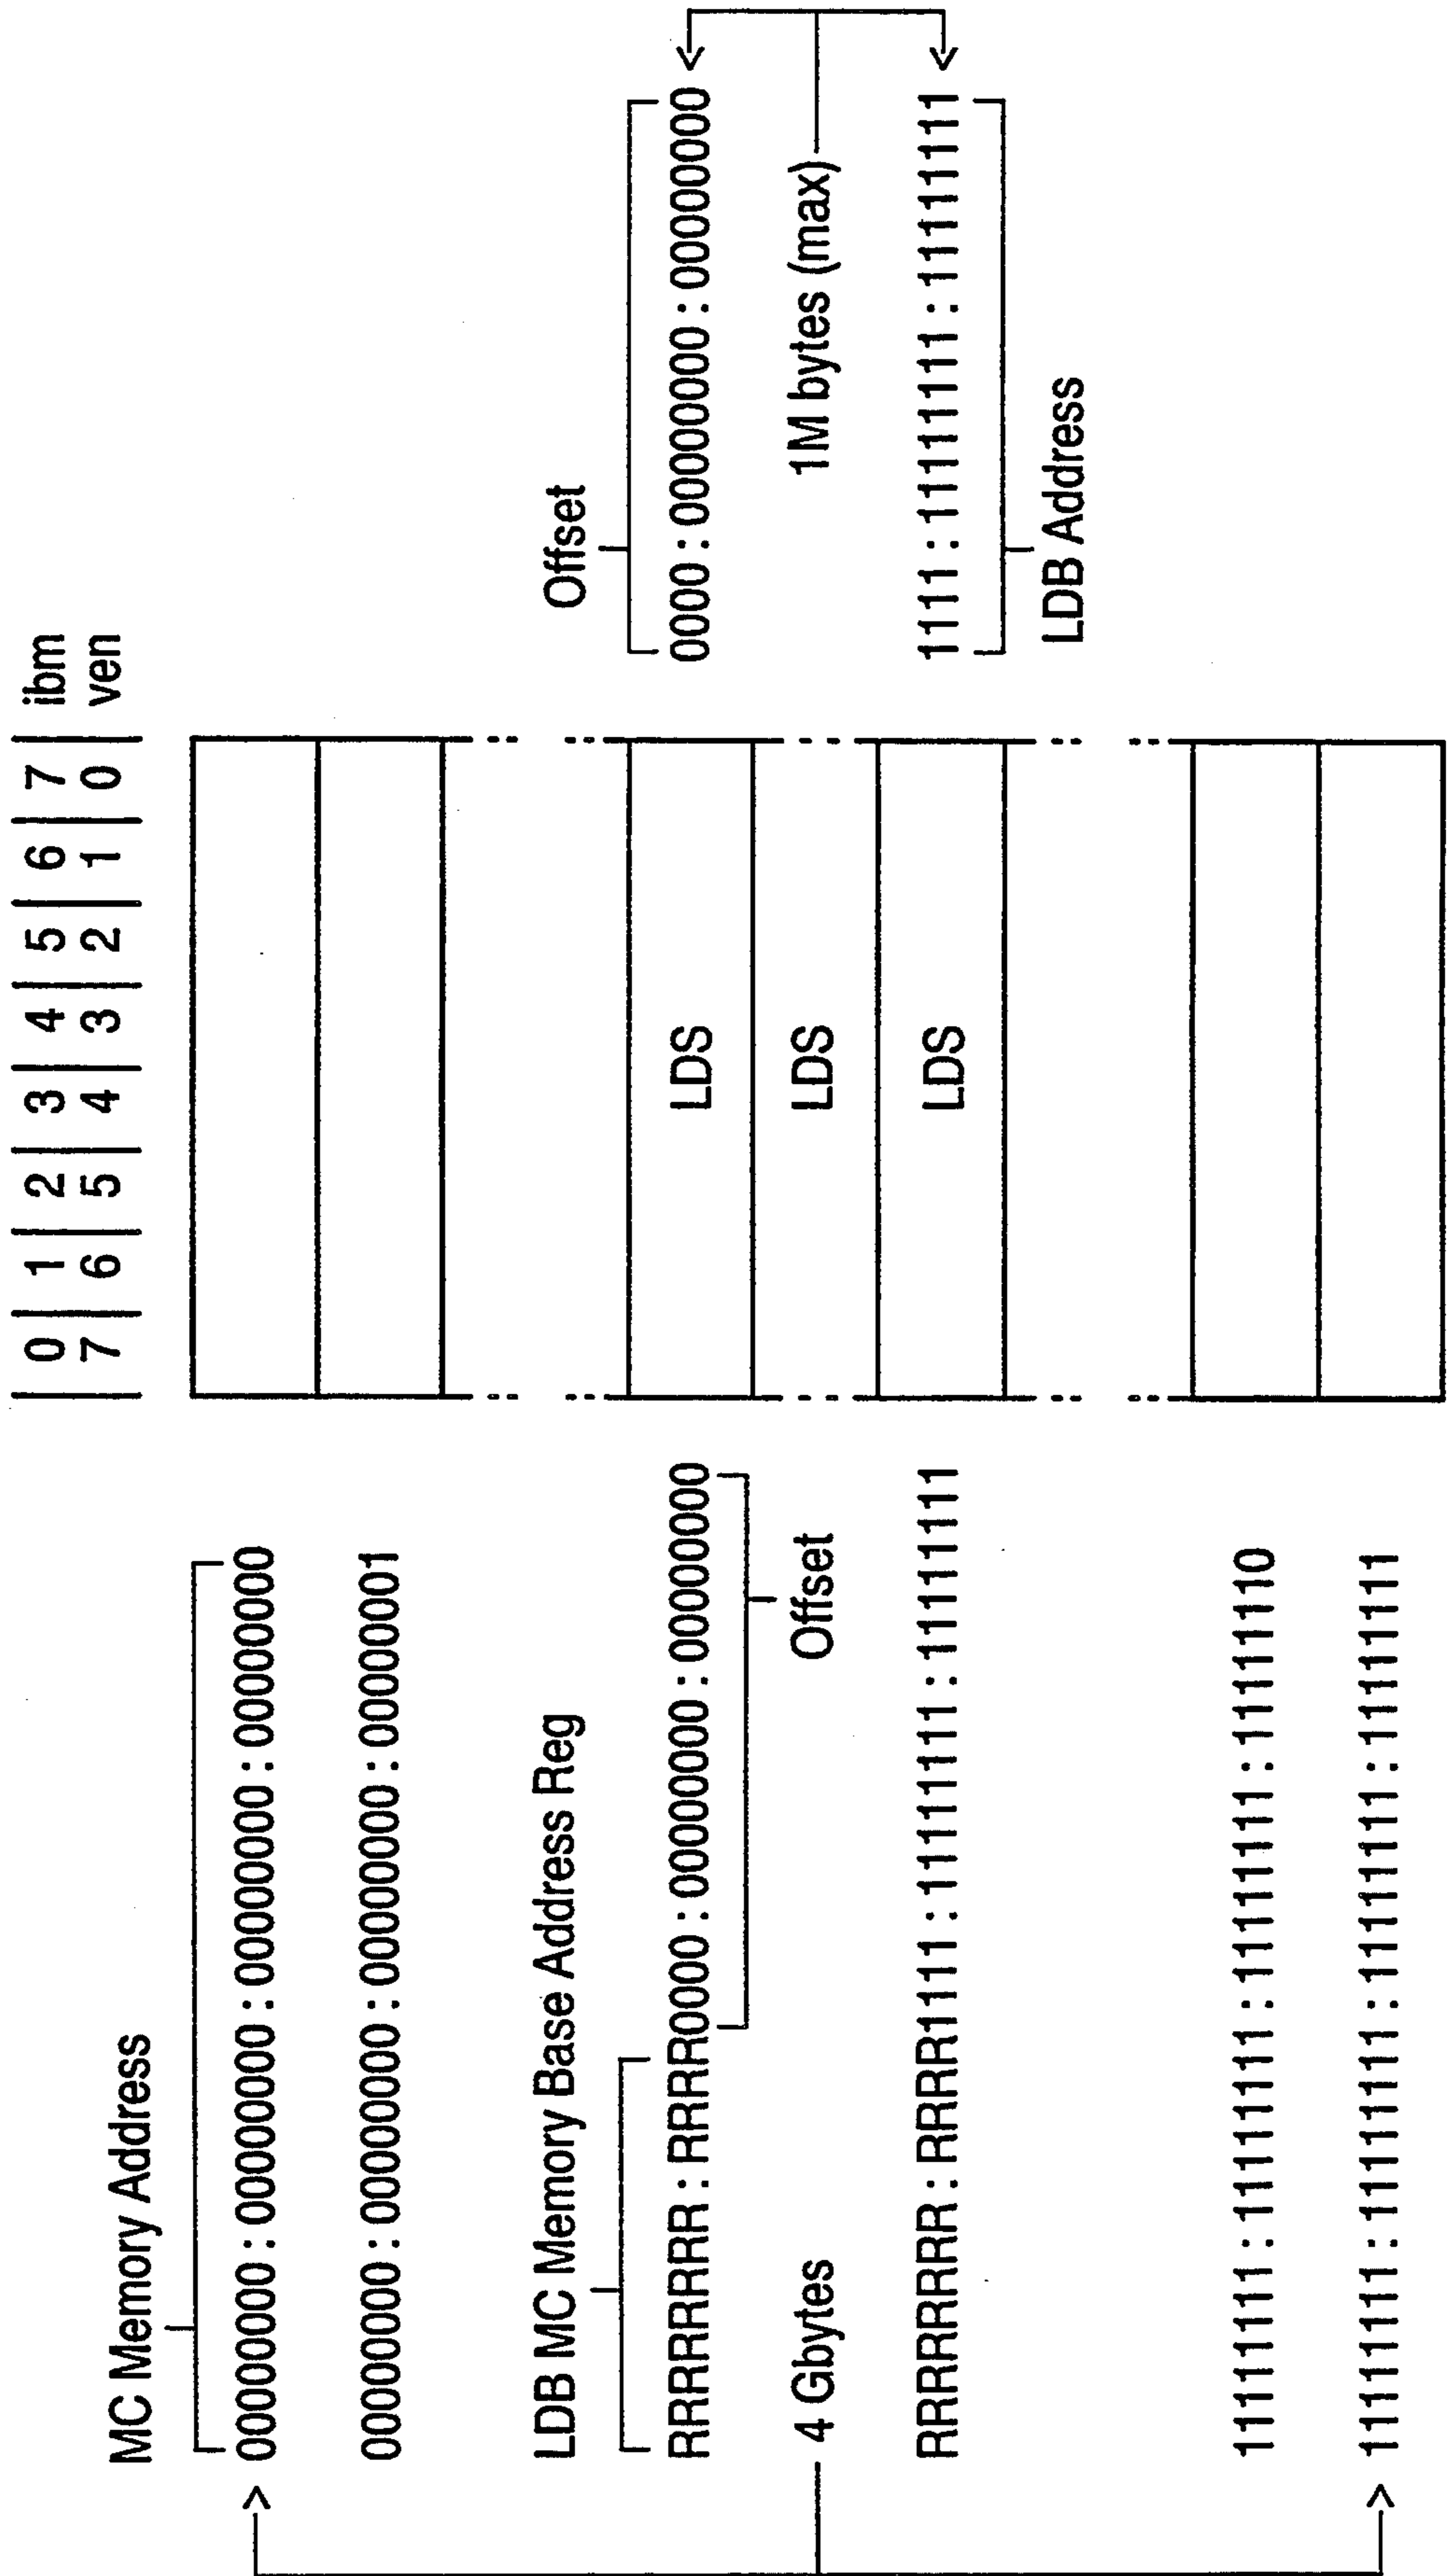 | 0 | 1 | 2 | 3 | 4 | 5 | 6 | 7 | ibm
| 7 | 6 | 5 | 4 | 3 | 2 | 1 | 0 | ven
MC Memory Address
00000000:00000000:00000000:00000000
00000000:00000000:00000000:00000001
LDB MC Memory Base Address Reg
Offset
RRRRRRRR:RRRR0000:00000000:00000000 LDS 0000:00000000:00000000
Offset
4 Gbytes LDS 1M bytes (max)
RRRRRRRR:RRRR1111:11111111:11111111 LDS 1111:11111111:11111111
LDB Address
11111111:11111111:11111111:11111110
11111111:11111111:11111111:11111111